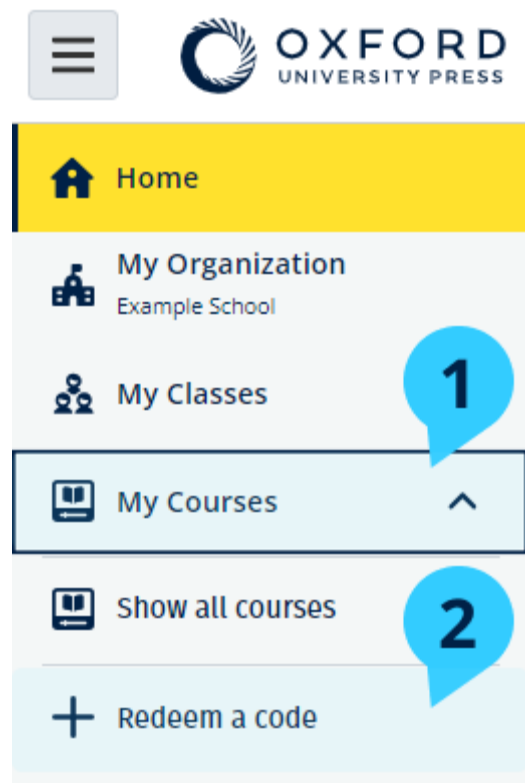 OXFORD
UNIVERSITY PRESS
Home
My Organization
Example School
1
My Classes
My Courses
2
Show all courses
Redeem a code